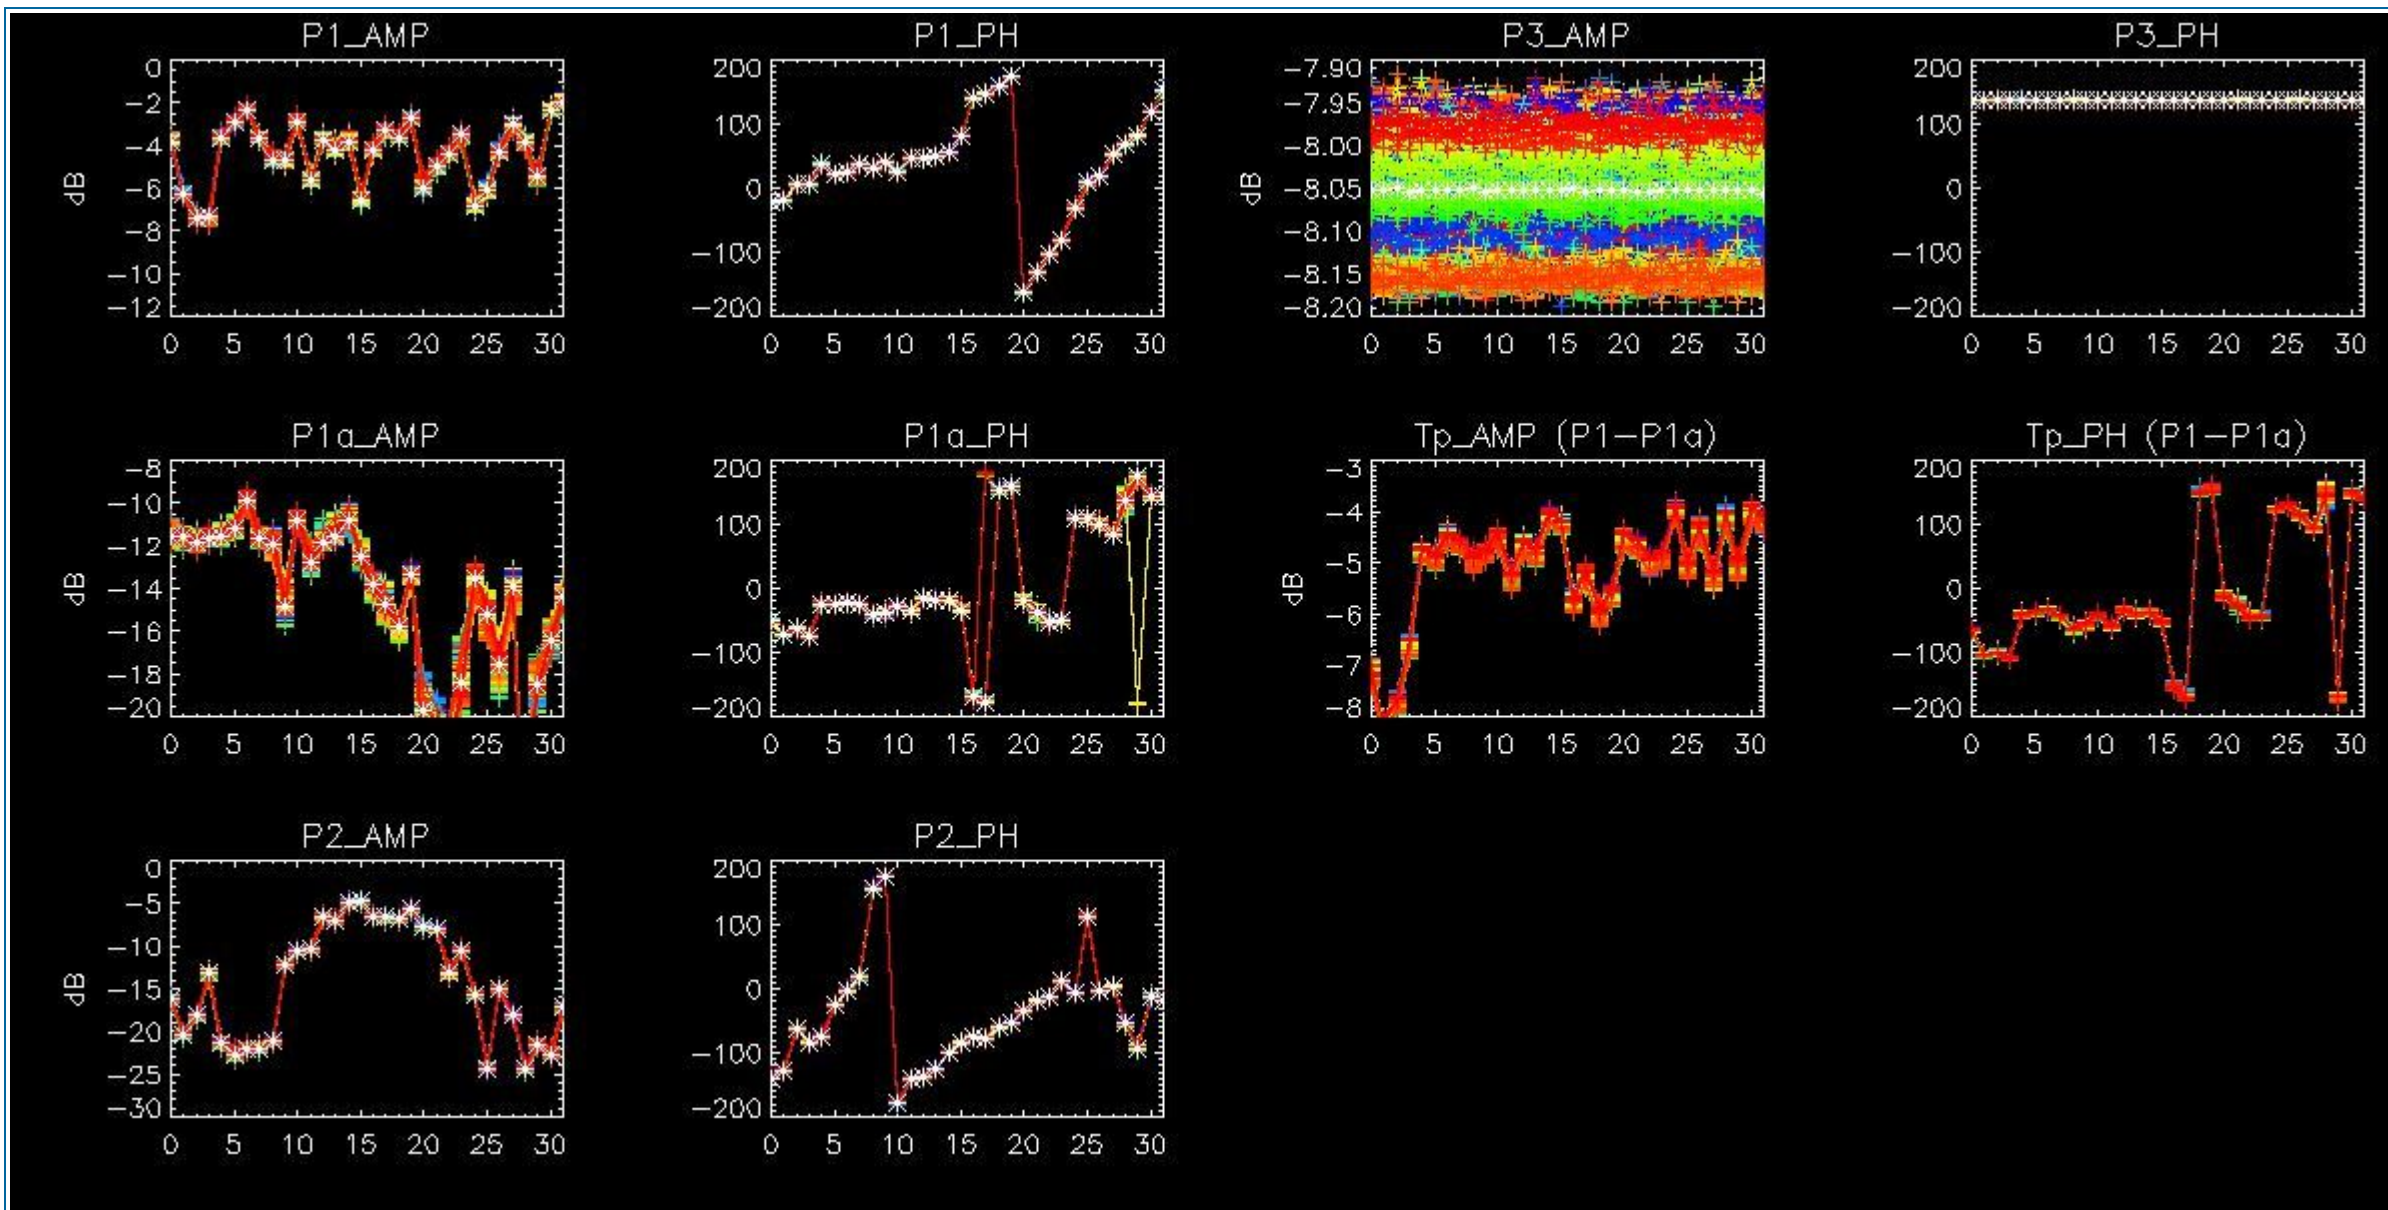 P1_AMP
P1_PH
P3_AMP
P3_PH
0
−2
−4
−6
−8
−10
−12
dB
0 5 10 15 20 25 30
200
100
0
−100
−200
0 5 10 15 20 25 30
−7.90
−7.95
−8.00
−8.05
−8.10
−8.15
−8.20
dB
0 5 10 15 20 25 30
200
100
0
−100
−200
0 5 10 15 20 25 30
P1a_AMP
P1a_PH
Tp_AMP (P1−P1a)
Tp_PH (P1−P1a)
−8
−10
−12
−14
−16
−18
−20
dB
0 5 10 15 20 25 30
200
100
0
−100
−200
0 5 10 15 20 25 30
−3
−4
−5
−6
−7
−8
dB
0 5 10 15 20 25 30
200
100
0
−100
−200
0 5 10 15 20 25 30
P2_AMP
P2_PH
0
−5
−10
−15
−20
−25
−30
dB
0 5 10 15 20 25 30
200
100
0
−100
−200
0 5 10 15 20 25 30